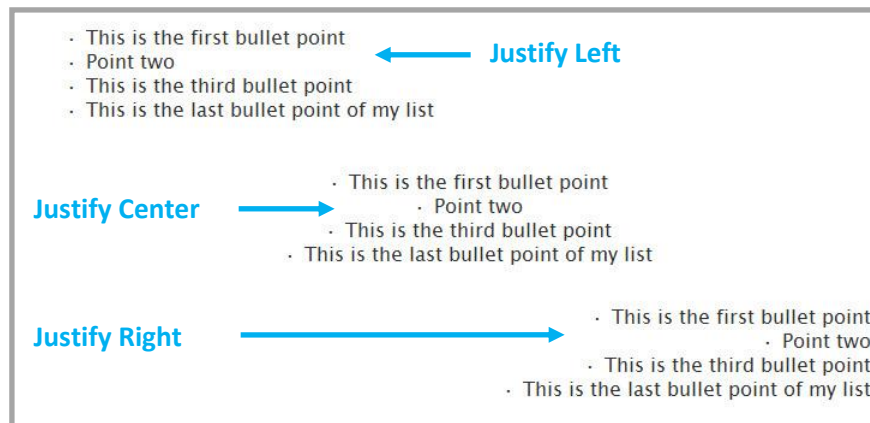 · This is the first bullet point
· Point two
· This is the third bullet point
· This is the last bullet point of my list
Justify Left
· This is the first bullet point
· Point two
· This is the third bullet point
· This is the last bullet point of my list
Justify Center
· This is the first bullet point
· Point two
· This is the third bullet point
· This is the last bullet point of my list
Justify Right